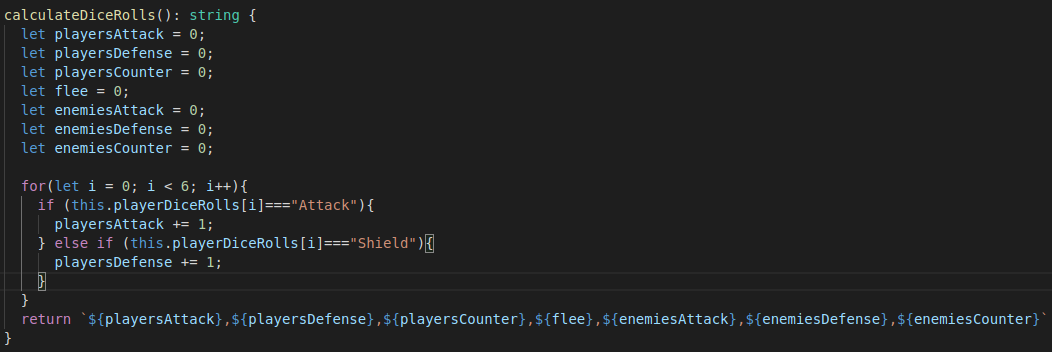 calculateDiceRolls(): string {
  let playersAttack = 0;
  let playersDefense = 0;
  let playersCounter = 0;
  let flee = 0;
  let enemiesAttack = 0;
  let enemiesDefense = 0;
  let enemiesCounter = 0;

  for(let i = 0; i < 6; i++){
    if (this.playerDiceRolls[i]==="Attack"){
      playersAttack += 1;
    } else if (this.playerDiceRolls[i]==="Shield"){
      playersDefense += 1;
    }
  }
  return `${playersAttack},${playersDefense},${playersCounter},${flee},${enemiesAttack},${enemiesDefense},${enemiesCounter}`
}